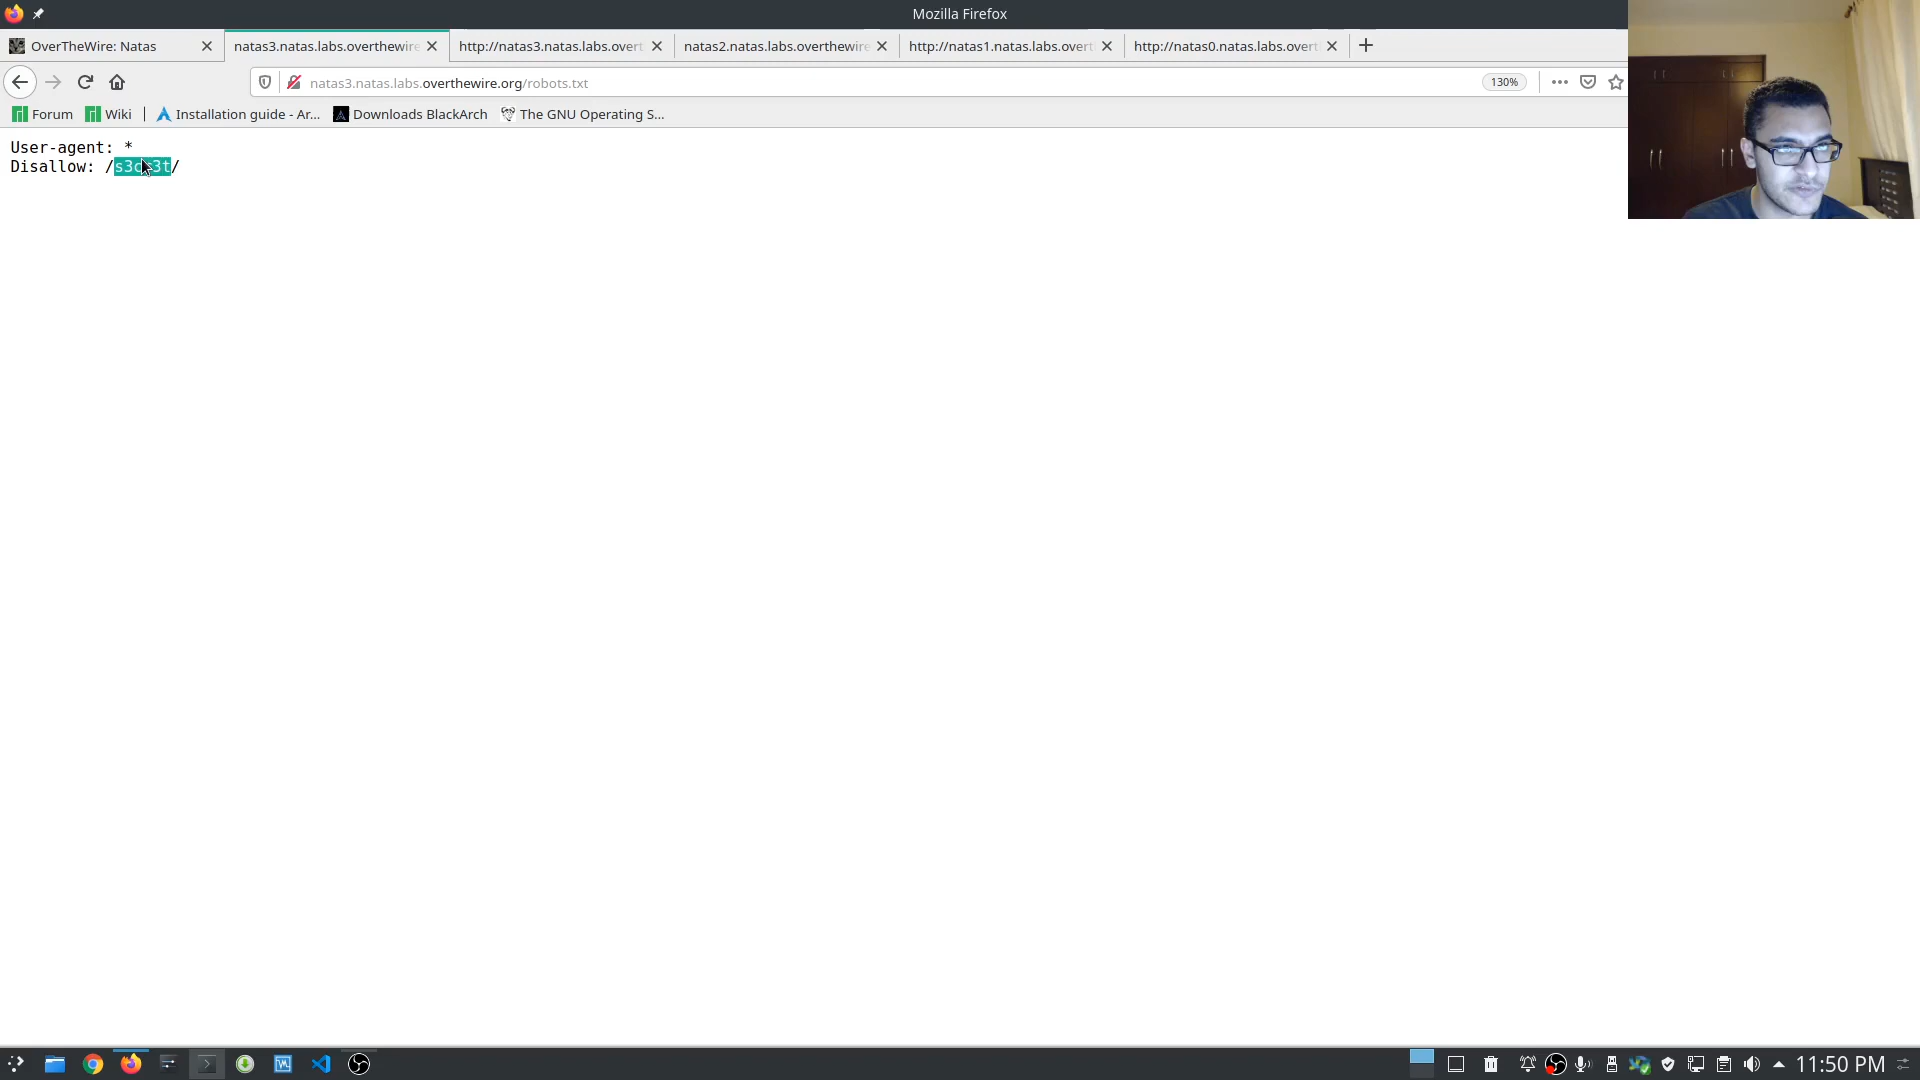 Mozilla Firefox
OverTheWire: Natas
natas3.natas.labs.overthewire
http://natas3.natas.labs.overt
natas2.natas.labs.overthewire
http://natas1.natas.labs.overt
http://natas0.natas.labs.overt
natas3.natas.labs.overthewire.org/robots.txt
130%
Forum
Wiki
Installation guide - Ar...
Downloads BlackArch
The GNU Operating S...
User-agent: *
Disallow: /s3cr3t/
11:50 PM